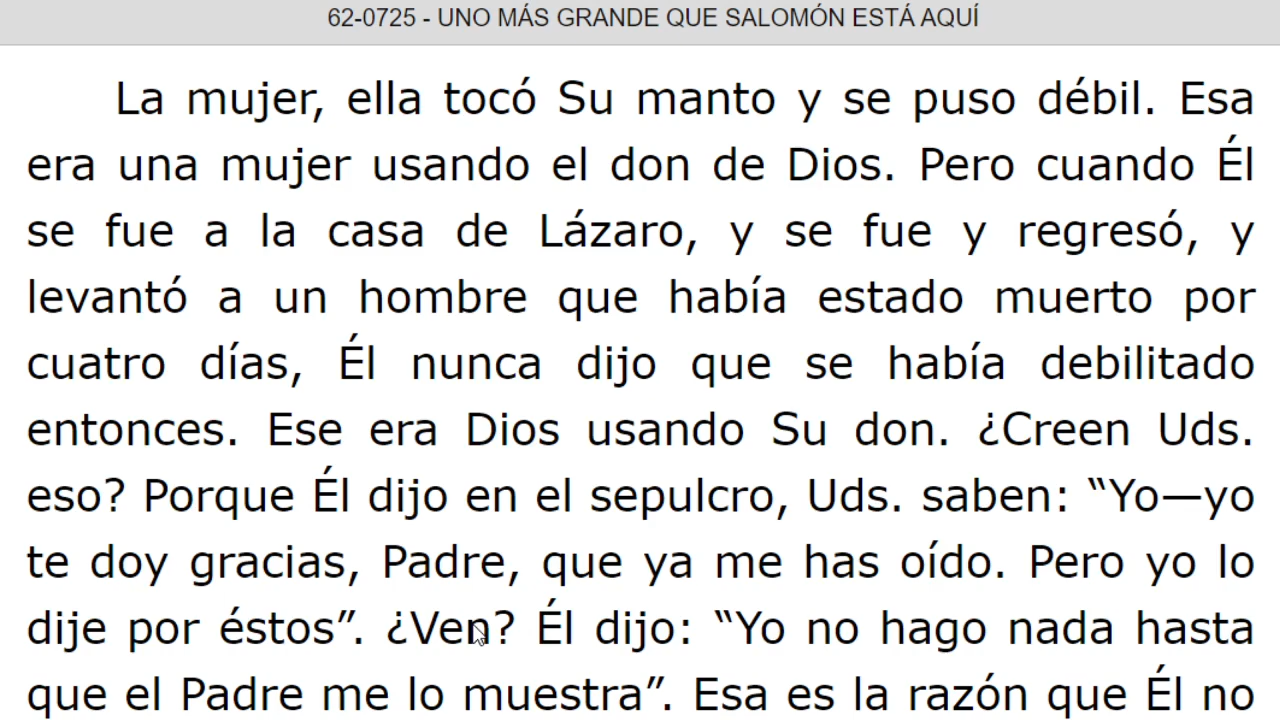 62-0725 - UNO MÁS GRANDE QUE SALOMÓN ESTÁ AQUÍ
La mujer, ella tocó Su manto y se puso débil. Esa
era una mujer usando el don de Dios. Pero cuando Él
se fue a la casa de Lázaro, y se fue y regresó, y
levantó a un hombre que había estado muerto por
cuatro días, Él nunca dijo que se había debilitado
entonces. Ese era Dios usando Su don. ¿Creen Uds.
eso? Porque Él dijo en el sepulcro, Uds. saben: “Yo—yo
te doy gracias, Padre, que ya me has oído. Pero yo lo
dije por éstos”. ¿Ven? Él dijo: “Yo no hago nada hasta
que el Padre me lo muestra”. Esa es la razón que Él no